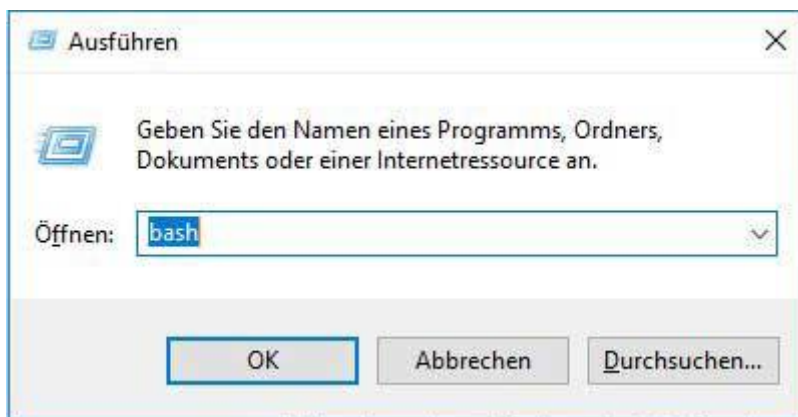 Ausführen
Geben Sie den Namen eines Programms, Ordners,
Dokuments oder einer Internetressource an.
Öffnen:
bash
OK
Abbrechen
Durchsuchen...